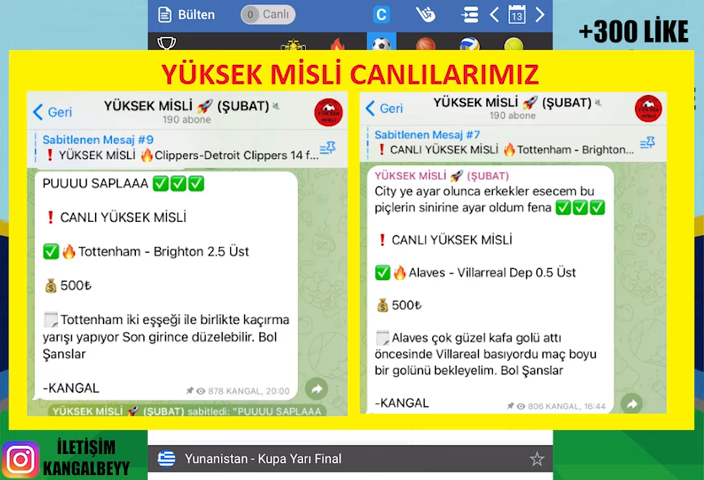 Bülten
0 Canlı
C
13
+300 LİKE
YÜKSEK MİSLİ CANLILARIMIZ
Geri
YÜKSEK MİSLİ 🚀 (ŞUBAT)
190 abone
Sabitlenen Mesaj #9
❗ YÜKSEK MİSLİ 🔥Clippers-Detroit Clippers 14 f...
PUUUU SAPLAAA ✅✅✅
❗ CANLI YÜKSEK MİSLİ
✅🔥Tottenham - Brighton 2.5 Üst
💰 500₺
🗒️Tottenham iki eşşeği ile birlikte kaçırma
yarışı yapıyor Son girince düzelebilir. Bol
Şanslar
-KANGAL
878 KANGAL, 20:00
YÜKSEK MİSLİ 🚀 (ŞUBAT) sabitledi: "PUUUU SAPLAAA
Geri
YÜKSEK MİSLİ 🚀 (ŞUBAT)
190 abone
Sabitlenen Mesaj #7
❗ CANLI YÜKSEK MİSLİ 🔥Tottenham - Brighton...
YÜKSEK MİSLİ 🚀 (ŞUBAT)
City ye ayar olunca erkekler esecem bu
piçlerin sinirine ayar oldum fena ✅✅✅
❗ CANLI YÜKSEK MİSLİ
✅🔥Alaves - Villarreal Dep 0.5 Üst
💰 500₺
🗒️Alaves çok güzel kafa golü attı
öncesinde Villareal basıyordu maç boyu
bir golünü bekleyelim. Bol Şanslar
-KANGAL
806 KANGAL, 16:44
İLETİŞİM
KANGALBEYY
Yunanistan - Kupa Yarı Final